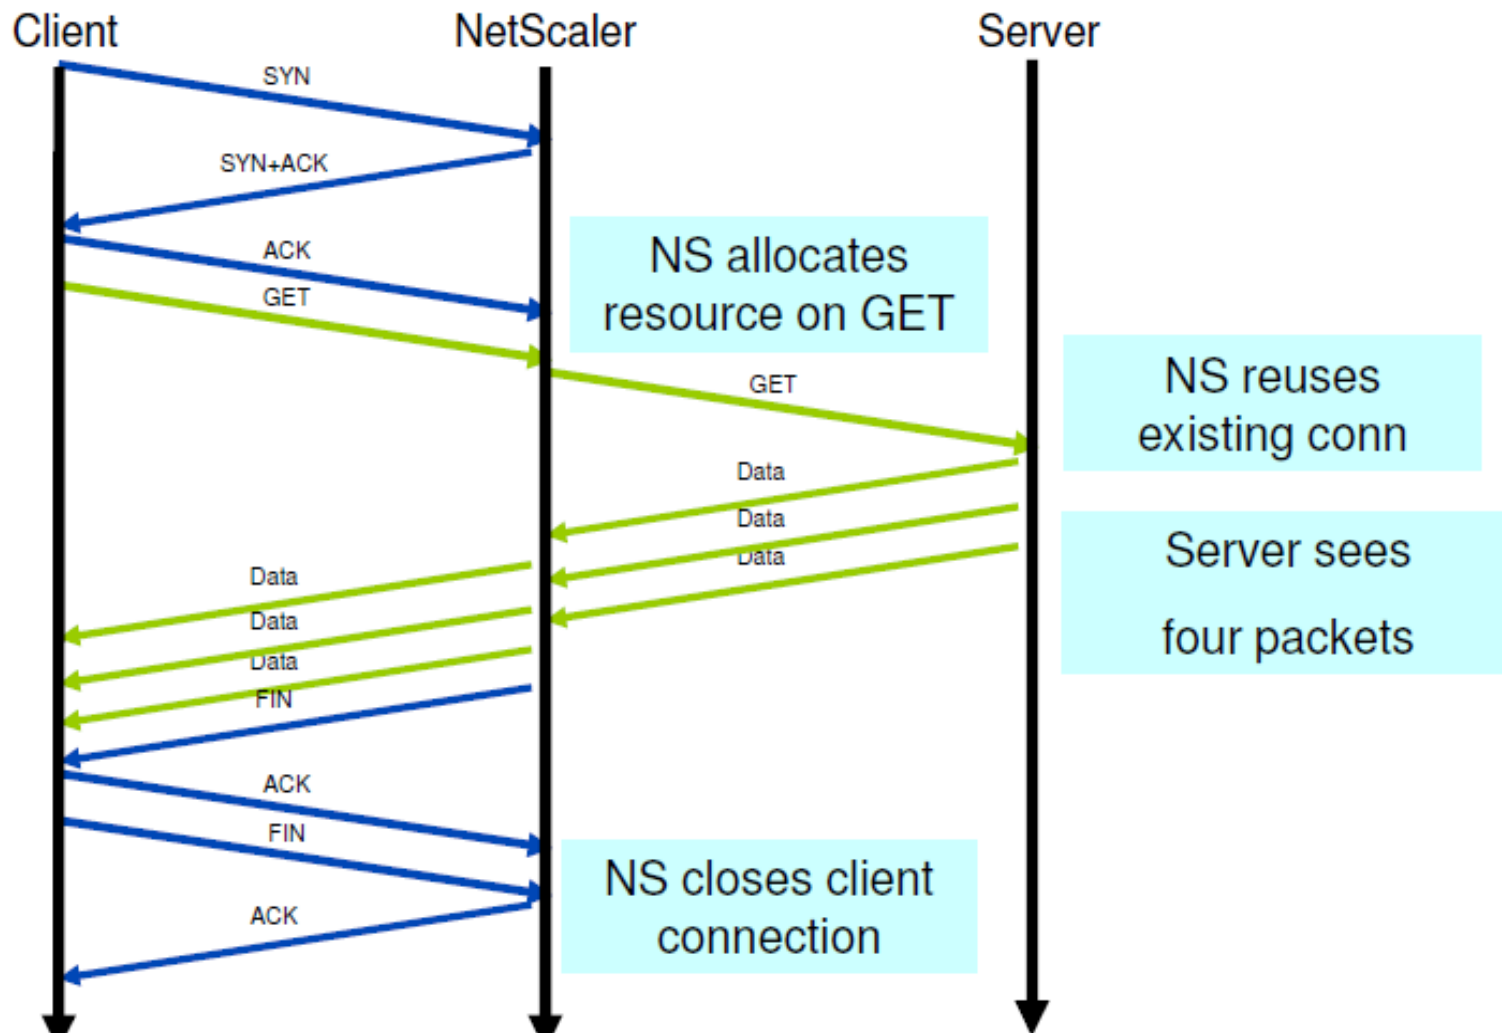 Client
NetScaler
Server
SYN
SYN+ACK
ACK
GET
NS allocates
resource on GET
GET
NS reuses
existing conn
Data
Data
Data
Server sees
four packets
Data
Data
Data
FIN
ACK
FIN
NS closes client
connection
ACK